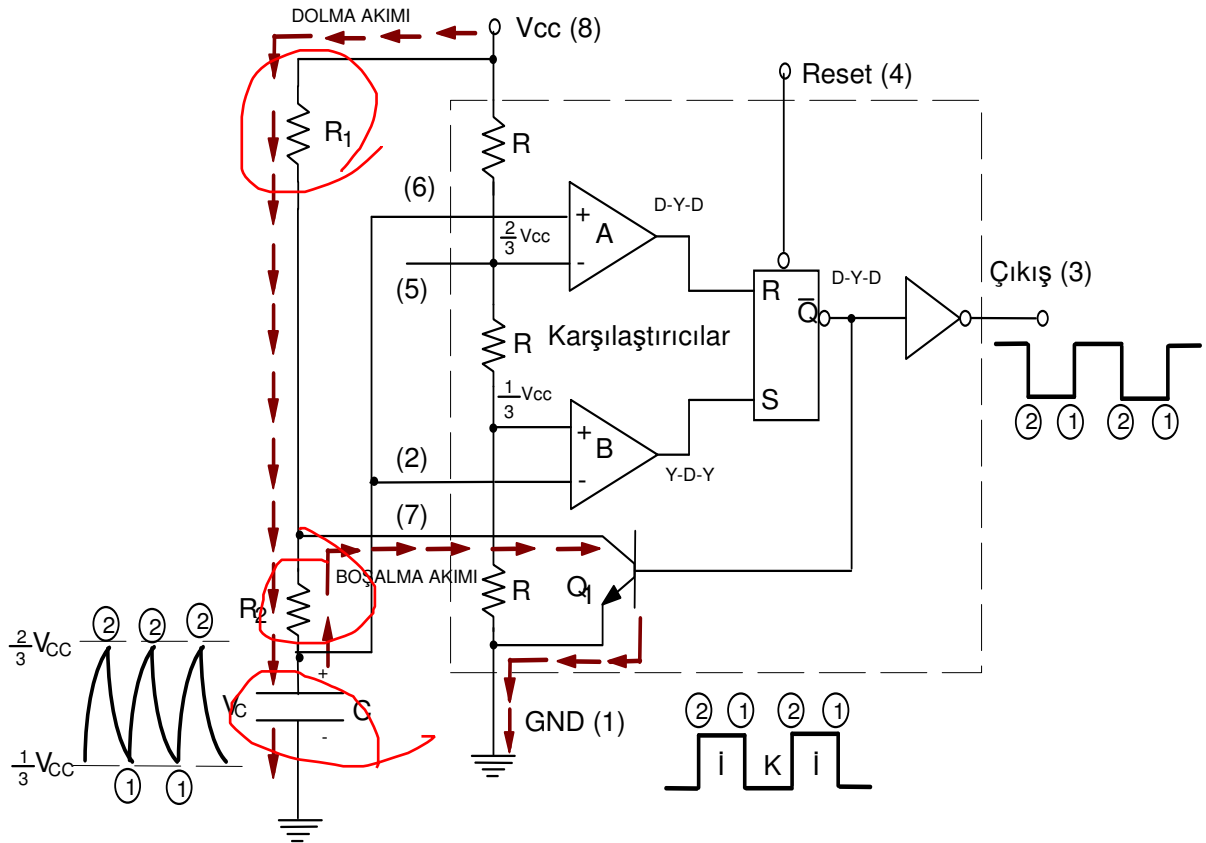 DOLMA AKIMI
Vcc (8)
Reset (4)
R1
R
(6)
D-Y-D
+
A
-
2/3 Vcc
(5)
R
Karşılaştırıcılar
R
Q̅
S
D-Y-D
Çıkış (3)
2 1 2 1
1/3 Vcc
+
B
-
Y-D-Y
(2)
(7)
BOŞALMA AKIMI
R2
R
Q1
2 2 2
2/3 VCC
+
VC
C
-
1/3 VCC
1 1
GND (1)
2 1 2 1
İ K İ